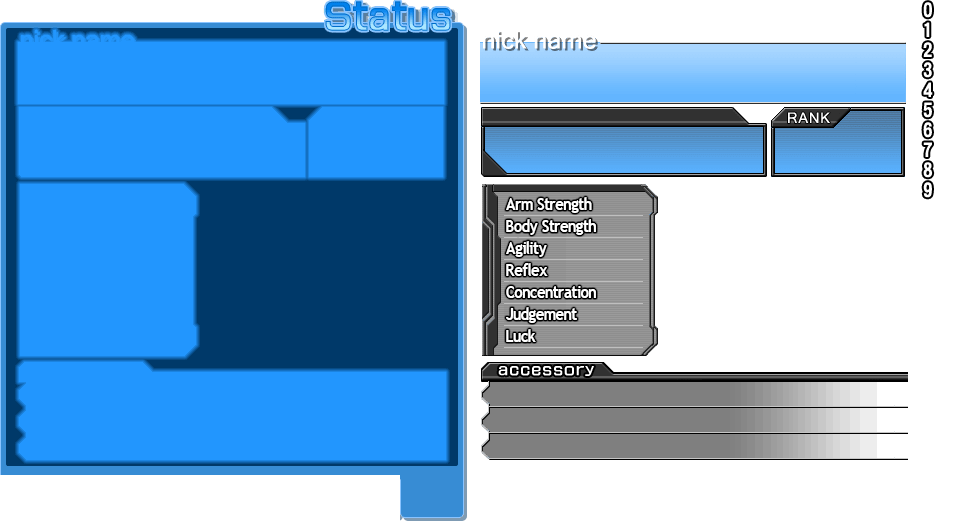 Status
nick name
nick name
RANK
Arm Strength
Body Strength
Agility
Reflex
Concentration
Judgement
Luck
accessory
0
1
2
3
4
5
6
7
8
9